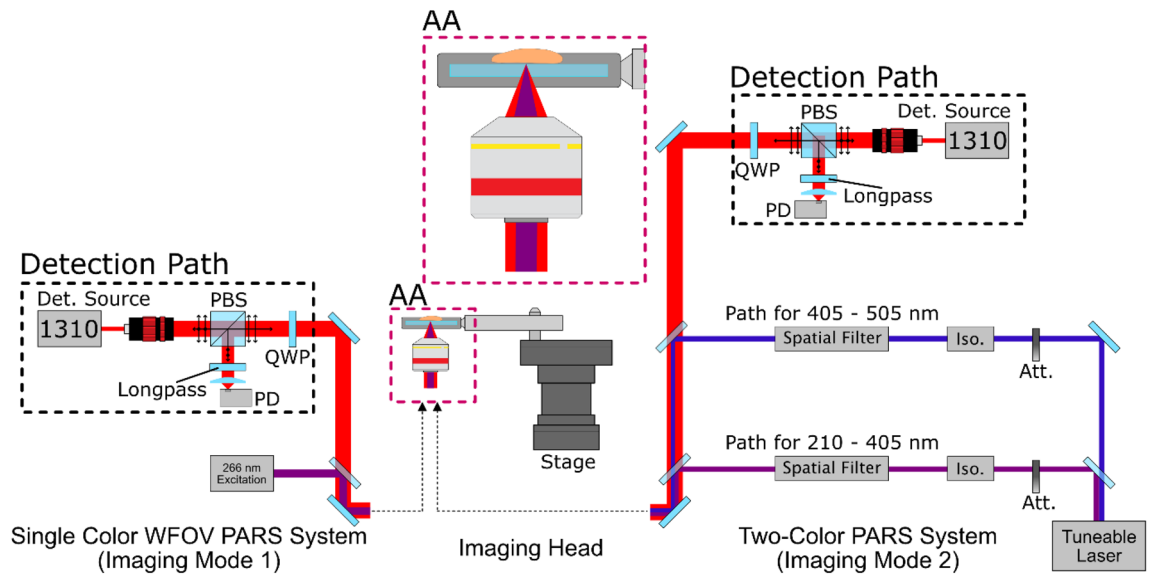 AA
Detection Path
PBS
Det. Source
1310
QWP
Longpass
PD
Detection Path
Det. Source
PBS
1310
QWP
Longpass
PD
AA
Stage
Path for 405 - 505 nm
Spatial Filter
Iso.
Att.
Path for 210 - 405 nm
Spatial Filter
Iso.
Att.
266 nm
Excitation
Tuneable
Laser
Single Color WFOV PARS System
(Imaging Mode 1)
Imaging Head
Two-Color PARS System
(Imaging Mode 2)